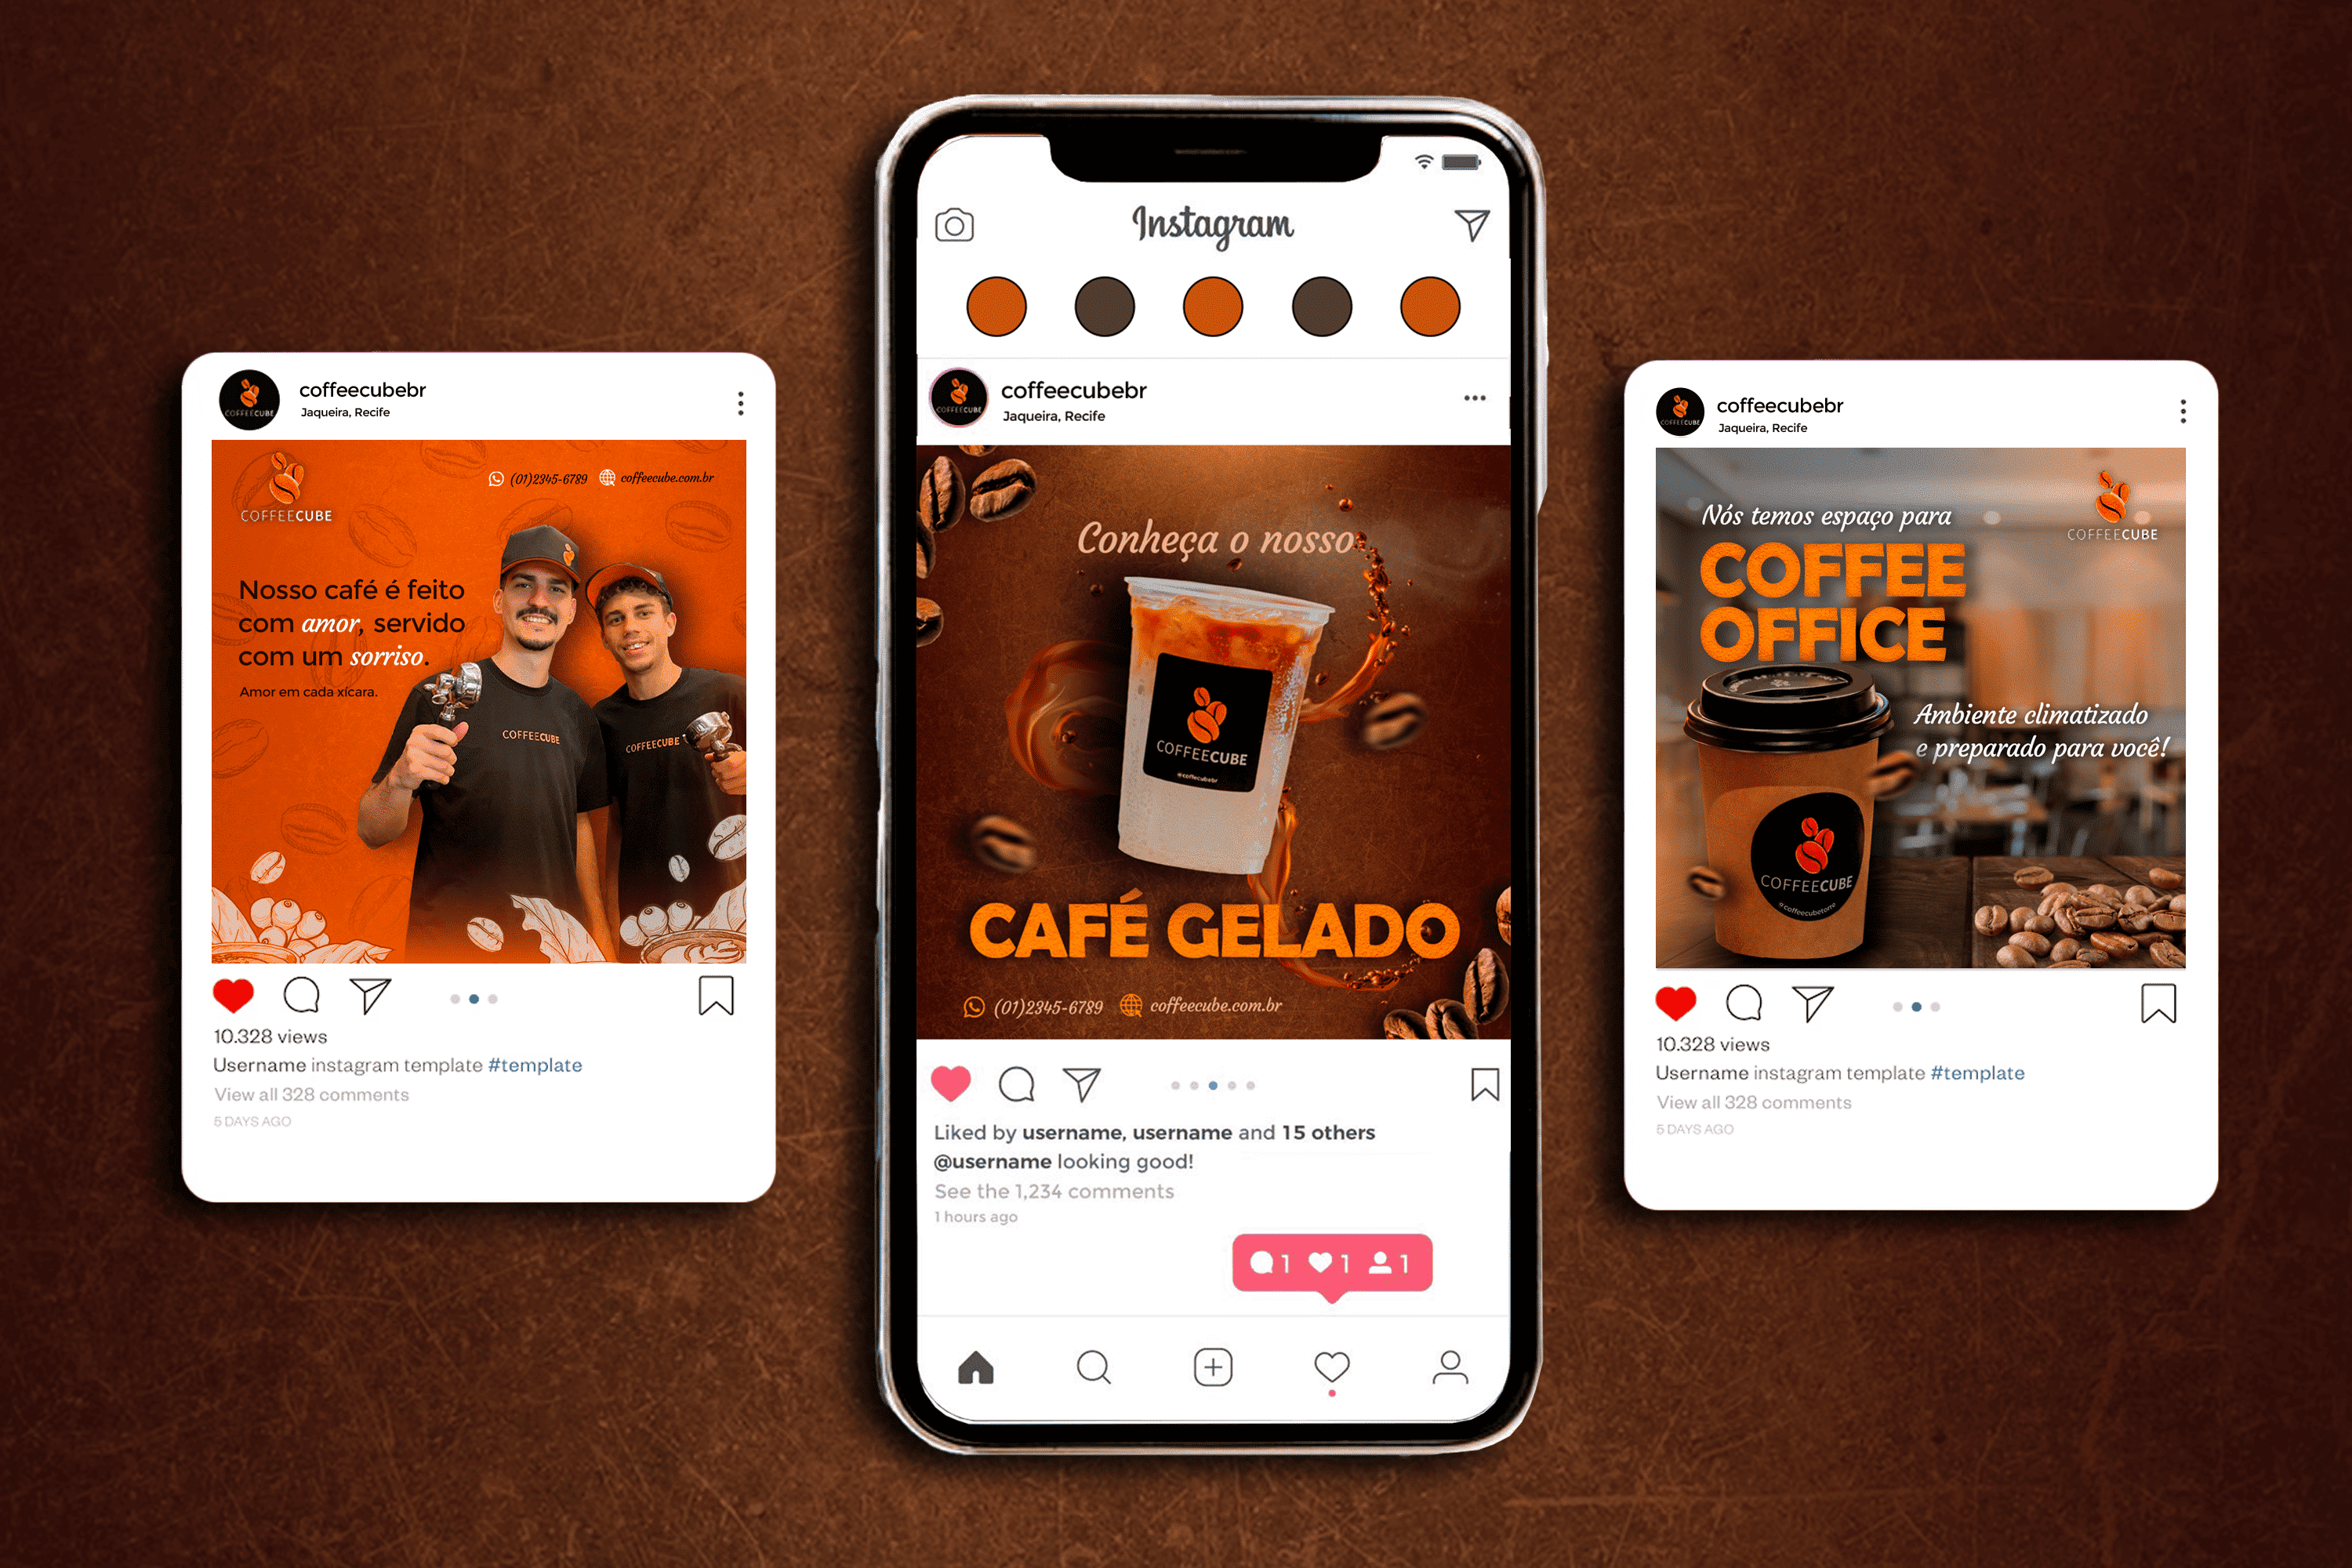 coffeecubebr
Jaqueira, Recife
COFFEECUBE
COFFEECUBE
(01)2345-6789 coffeecube.com.br
Nosso café é feito
com amor, servido
com um sorriso.
Amor em cada xícara.
COFFEECUBE
COFFEECUBE
10.328 views
Username instagram template #template
View all 328 comments
5 DAYS AGO
Instagram
coffeecubebr
Jaqueira, Recife
COFFEECUBE
Conheça o nosso
COFFEECUBE
@coffecubebr
CAFÉ GELADO
(01)2345-6789 coffeecube.com.br
Liked by username, username and 15 others
@username looking good!
See the 1,234 comments
1 hours ago
1 1 1
coffeecubebr
Jaqueira, Recife
COFFEECUBE
Nós temos espaço para
COFFEE
OFFICE
COFFEECUBE
Ambiente climatizado
e preparado para você!
COFFEECUBE
@coffeecubetorre
10.328 views
Username instagram template #template
View all 328 comments
5 DAYS AGO